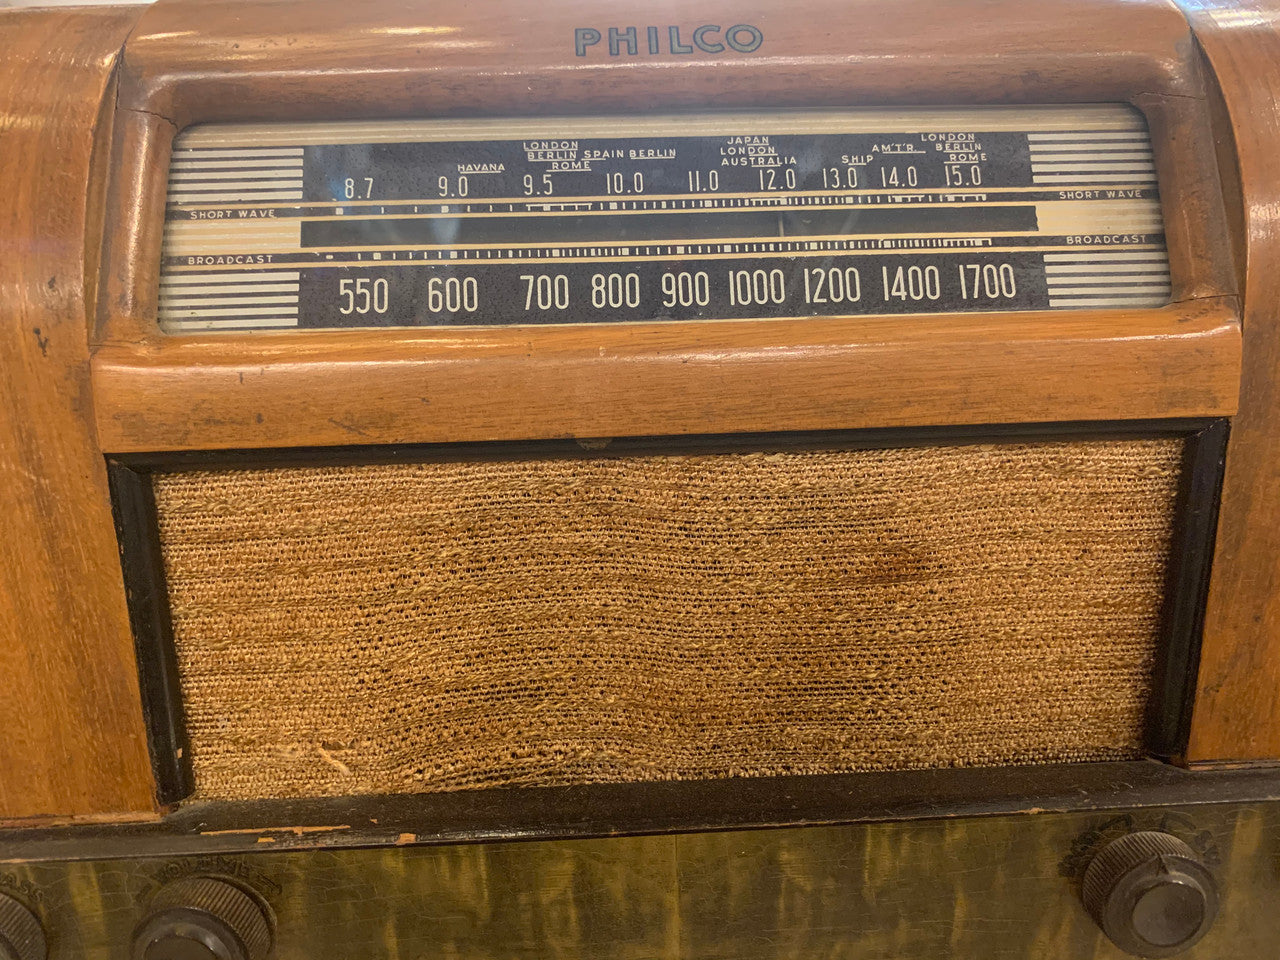 PHILCO
LONDON JAPAN LONDON
BERLIN SPAIN BERLIN LONDON AM'T'R. BERLIN
HAVANA ROME AUSTRALIA SHIP ROME
8.7 9.0 9.5 10.0 11.0 12.0 13.0 14.0 15.0
SHORT WAVE SHORT WAVE
BROADCAST BROADCAST
550 600 700 800 900 1000 1200 1400 1700
VOLUME